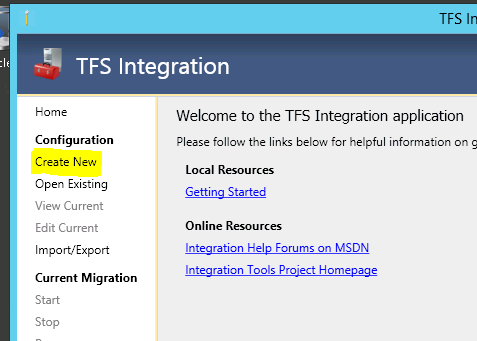 TFS In
TFS Integration
Home
Configuration
Create New
Open Existing
View Current
Edit Current
Import/Export
Current Migration
Start
Stop
Welcome to the TFS Integration application
Please follow the links below for helpful information on g
Local Resources
Getting Started
Online Resources
Integration Help Forums on MSDN
Integration Tools Project Homepage